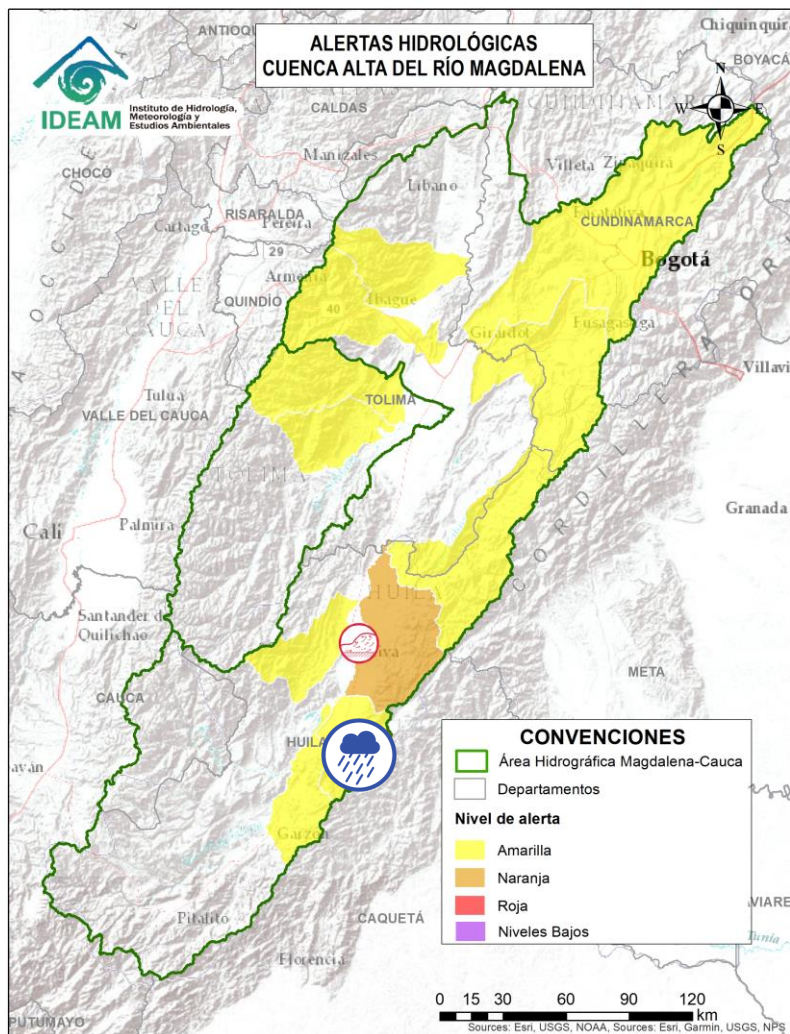 ALERTAS HIDROLÓGICAS
CUENCA ALTA DEL RÍO MAGDALENA
IDEAM
Instituto de Hidrología,
Meteorología y
Estudios Ambientales
Chiquinquirá
BOYACÁ
N
W
E
S
CALDAS
Manizales
Líbano
Villeta
CHOCÓ
RISARALDA
Pereira
Cartago
CUNDINAMARCA
Bogotá
29
Armenia
QUINDÍO
40
Ibagué
Girardot
Fusagasugá
VALLE
DEL
CAUCA
Tuluá
VALLE DEL CAUCA
TOLIMA
TOLIMA
CORDILLERA
Granada
Cali
Palmira
HUILA
Santander de
Quilichao
META
CAUCA
HUILA
Garzón
Pitalito
CAQUETÁ
Florencia
PUTUMAYO
CONVENCIONES
Área Hidrográfica Magdalena-Cauca
Departamentos
Nivel de alerta
Amarilla
Naranja
Roja
Niveles Bajos
VIARE
Tunía
0 15 30 60 90 120
km
Sources: Esri, USGS, NOAA, Sources: Esri, Garmin, USGS, NPS